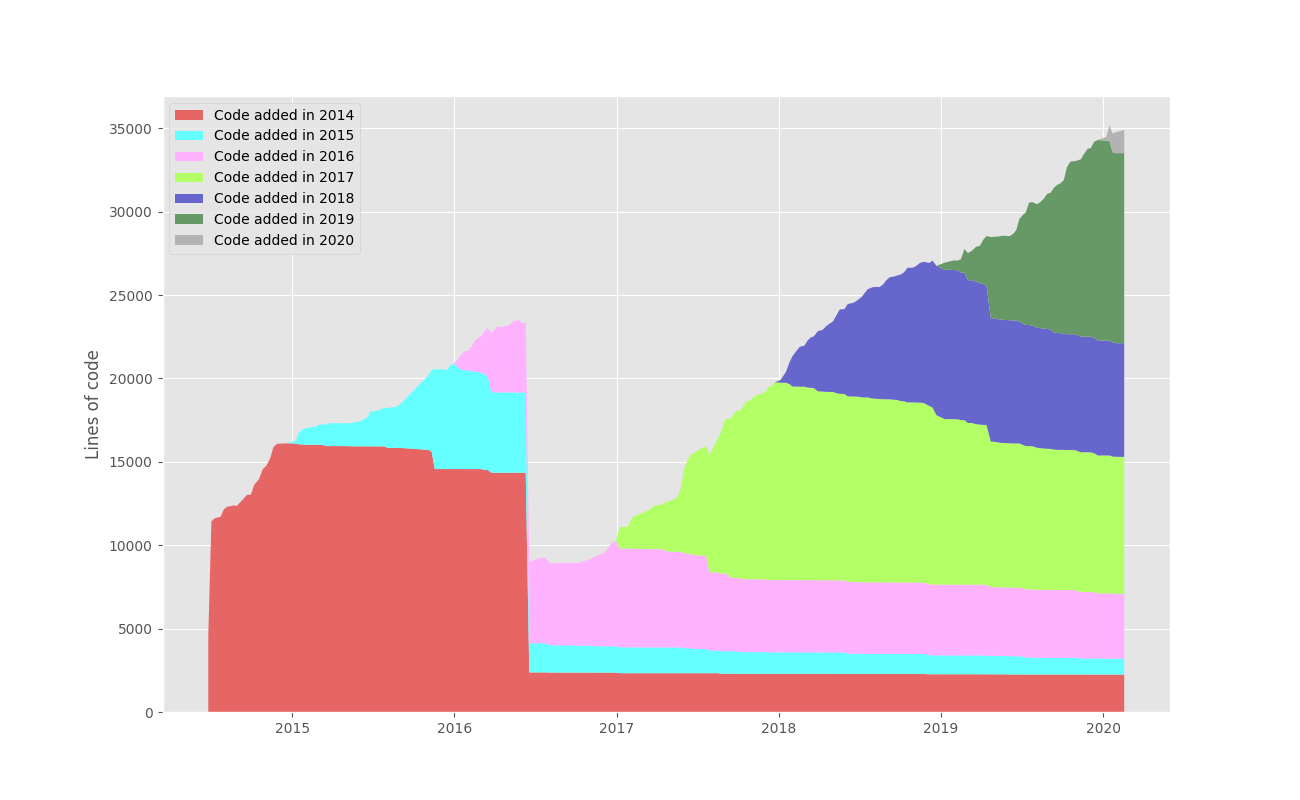 Code added in 2014
Code added in 2015
Code added in 2016
Code added in 2017
Code added in 2018
Code added in 2019
Code added in 2020
Lines of code
35000
30000
25000
20000
15000
10000
5000
0
2015 2016 2017 2018 2019 2020